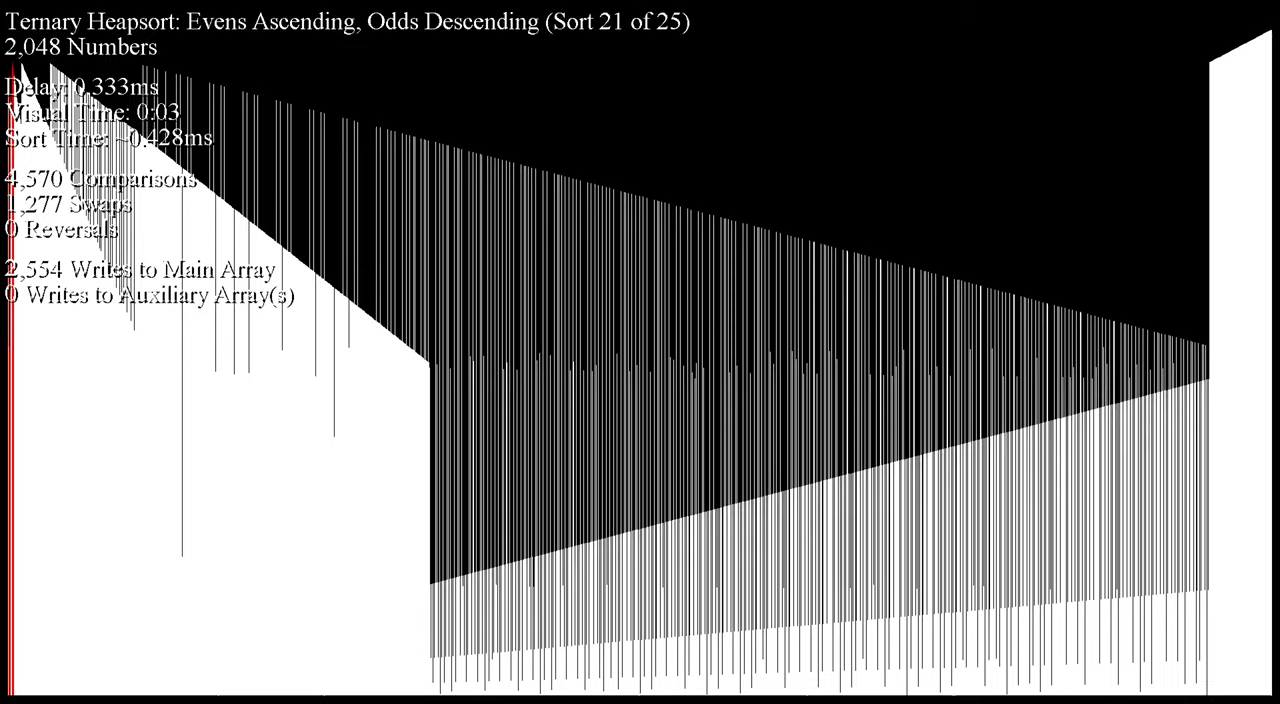 Ternary Heapsort: Evens Ascending, Odds Descending (Sort 21 of 25)
2,048 Numbers
Delay: 0.333ms
Visual Time: 0:03
Sort Time: ~0.428ms
4,570 Comparisons
1,277 Swaps
0 Reversals
2,554 Writes to Main Array
0 Writes to Auxiliary Array(s)